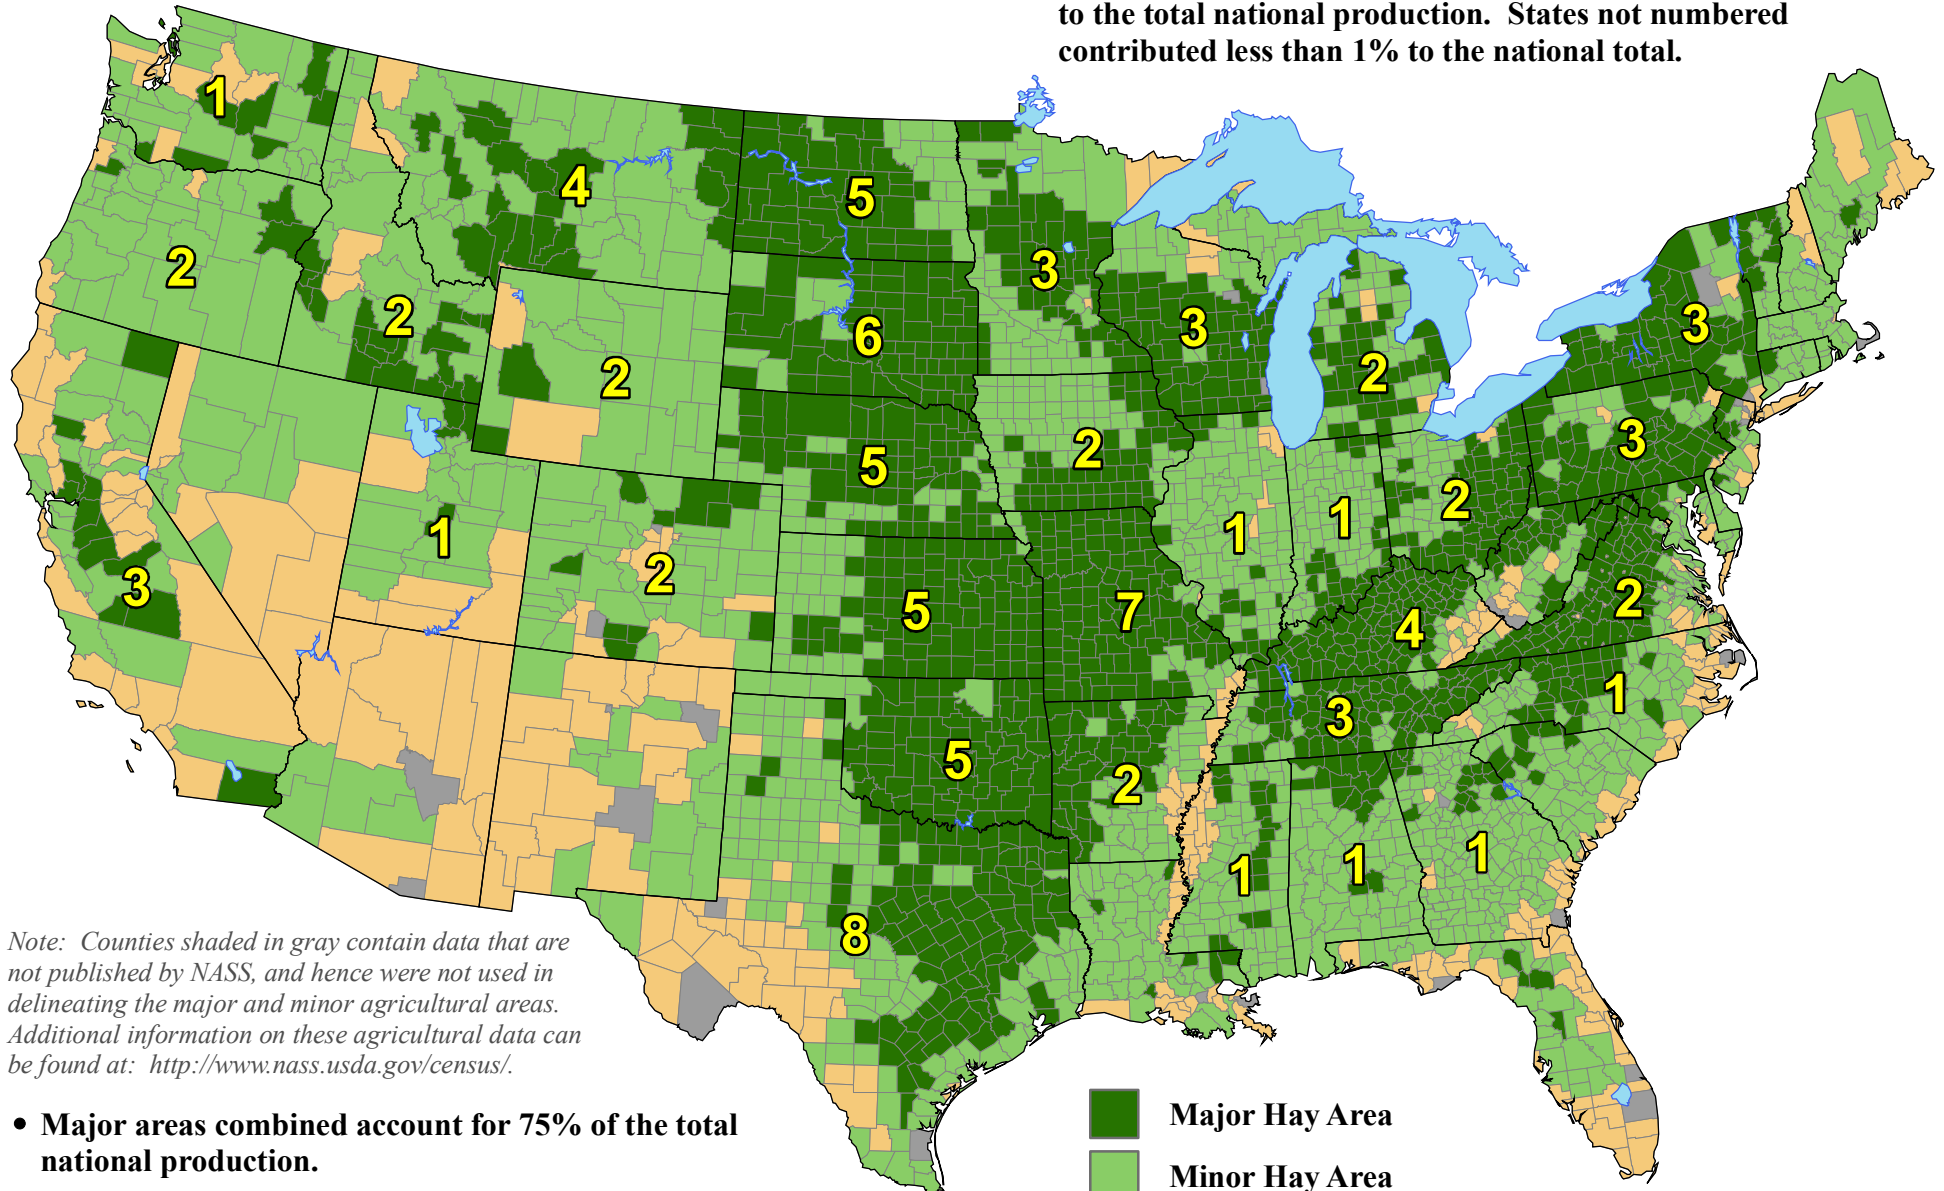 to the total national production.  States not numbered
contributed less than 1% to the national total.
1
4
5
3
2
2
6
3
3
2
2
5
2
3
1
2
2
1
1
3
5
7
4
2
5
3
1
2
8
1
1
1
Note:  Counties shaded in gray contain data that are
not published by NASS, and hence were not used in
delineating the major and minor agricultural areas.
Additional information on these agricultural data can
be found at:  http://www.nass.usda.gov/census/.
• Major areas combined account for 75% of the total
national production.
Major Hay Area
Minor Hay Area